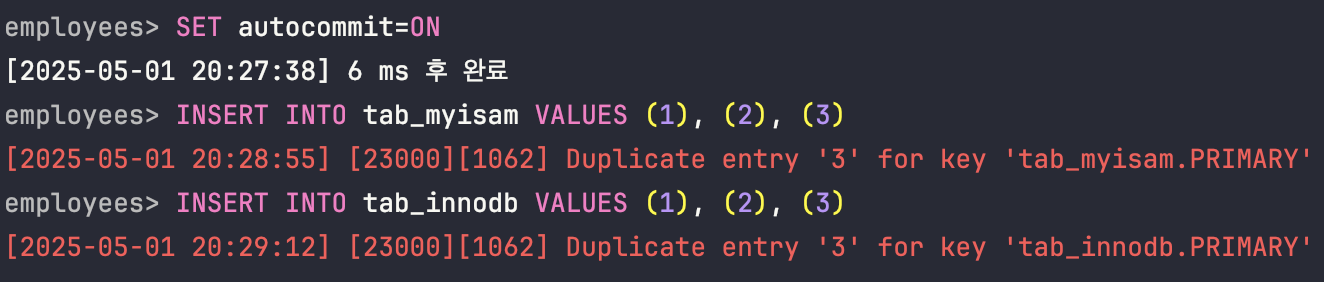 employees> SET autocommit=ON
[2025-05-01 20:27:38] 6 ms 후 완료
employees> INSERT INTO tab_myisam VALUES (1), (2), (3)
[2025-05-01 20:28:55] [23000][1062] Duplicate entry '3' for key 'tab_myisam.PRIMARY'
employees> INSERT INTO tab_innodb VALUES (1), (2), (3)
[2025-05-01 20:29:12] [23000][1062] Duplicate entry '3' for key 'tab_innodb.PRIMARY'